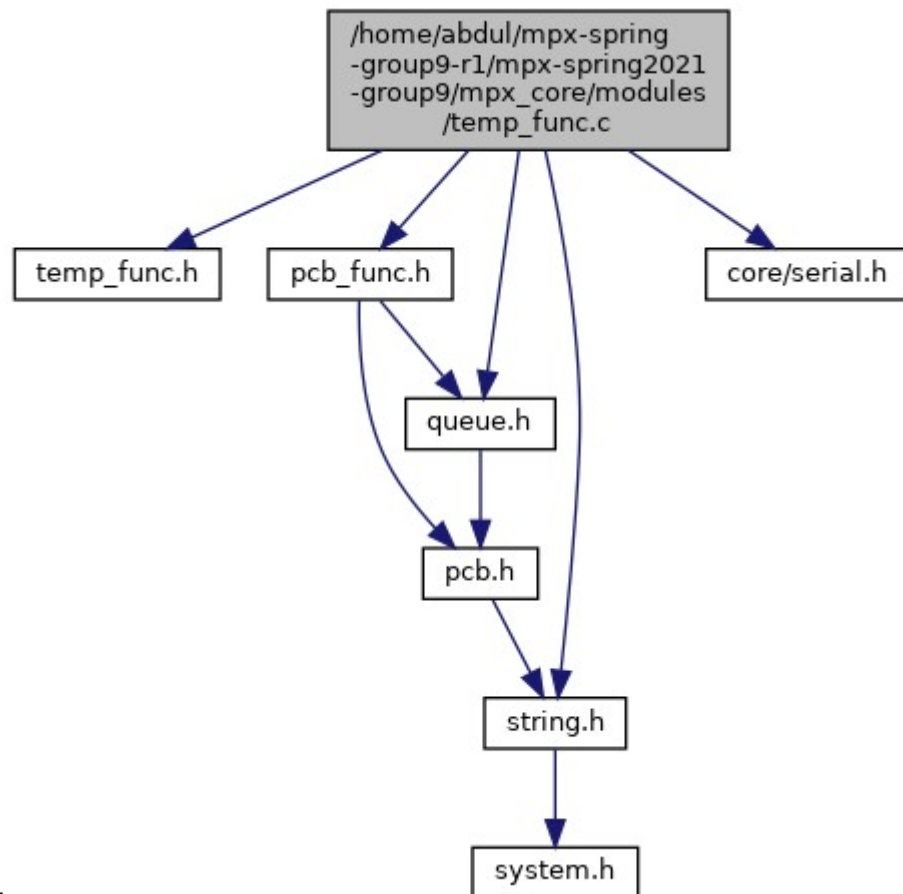 /home/abdul/mpx-spring
-group9-r1/mpx-spring2021
-group9/mpx_core/modules
/temp_func.c
temp_func.h
pcb_func.h
core/serial.h
queue.h
pcb.h
string.h
system.h